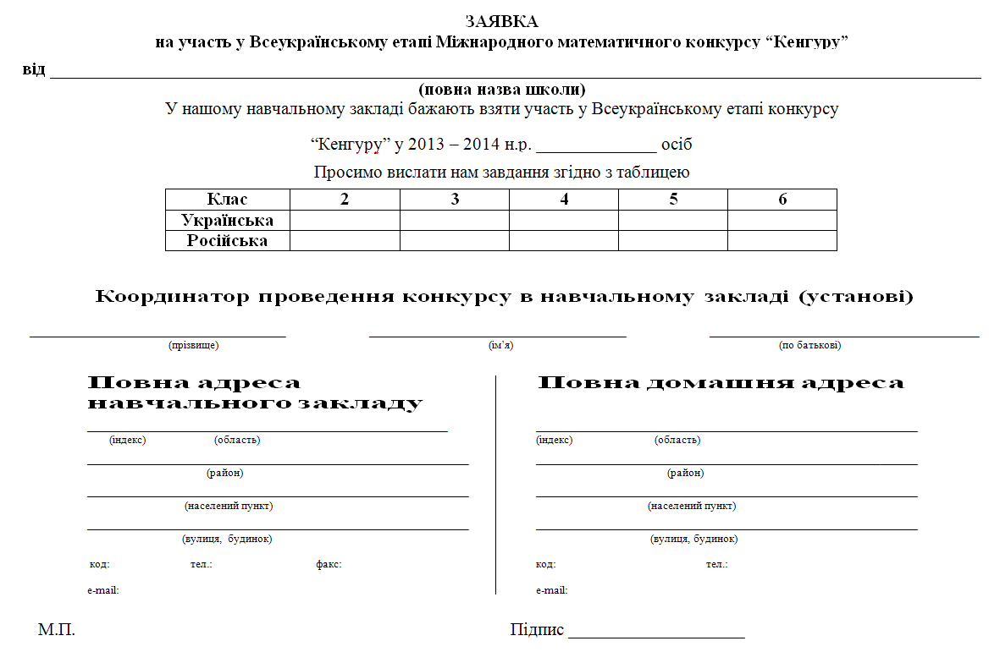 ЗАЯВКА
на участь у Всеукраїнському етапі Міжнародного математичного конкурсу “Кенгуру”
від ______________________________
(повна назва школи)
У нашому навчальному закладі бажають взяти участь у Всеукраїнському етапі конкурсу
“Кенгуру” у 2013 – 2014 н.р. ______________ осіб
Просимо вислати нам завдання згідно з таблицею
Клас 2 3 4 5 6
Українська
Російська
Координатор проведення конкурсу в навчальному закладі (установі)
(прізвище) (ім’я) (по батькові)
Повна адреса
навчального закладу
(індекс) (область)
(район)
(населений пункт)
(вулиця, будинок)
код: тел.: факс:
e-mail:
Повна домашня адреса
(індекс) (область)
(район)
(населений пункт)
(вулиця, будинок)
код: тел.:
e-mail:
М.П. Підпис ____________________